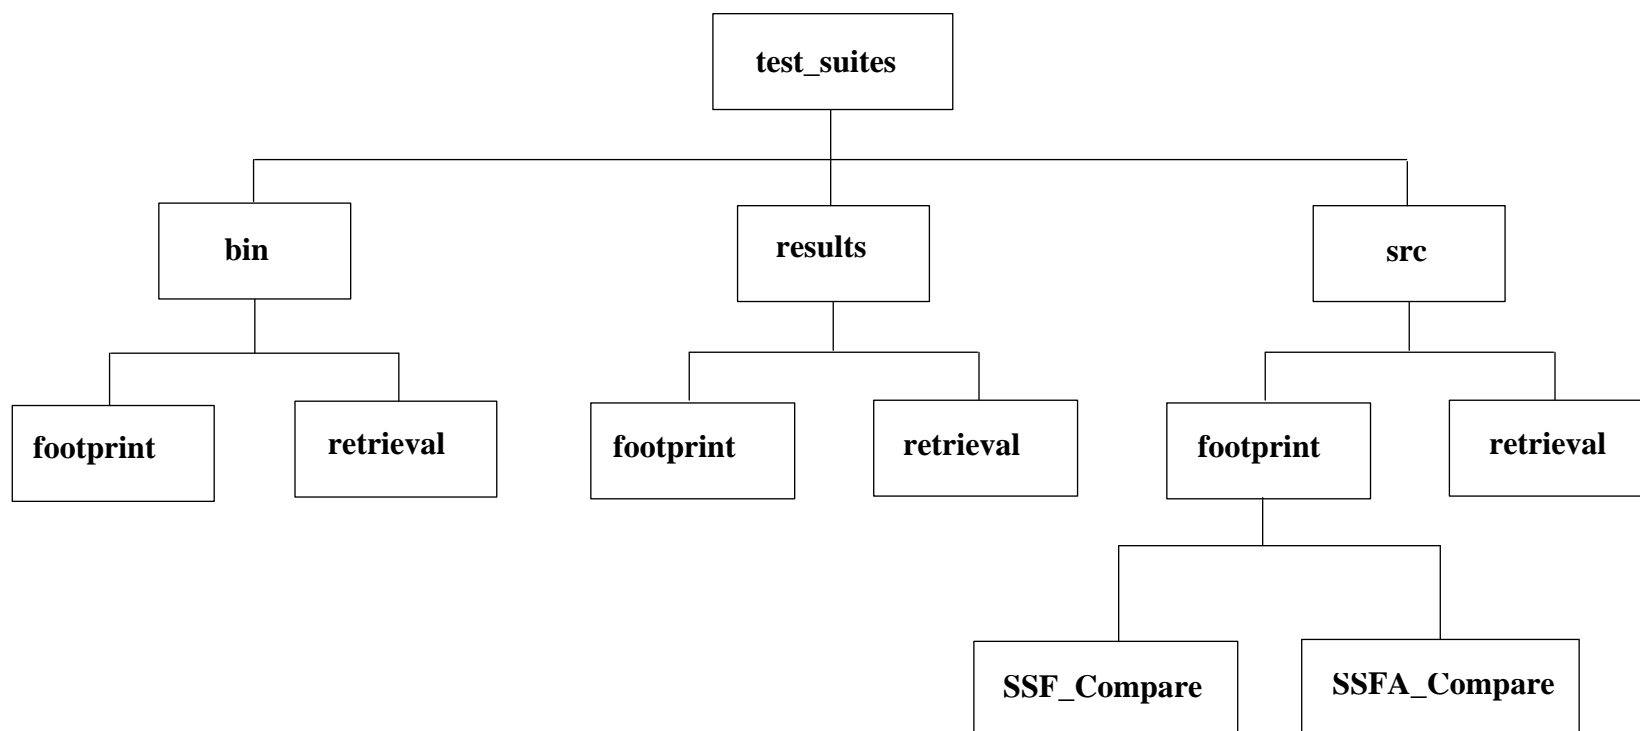 test_suites
bin
results
src
footprint
retrieval
footprint
retrieval
footprint
retrieval
SSF_Compare
SSFA_Compare